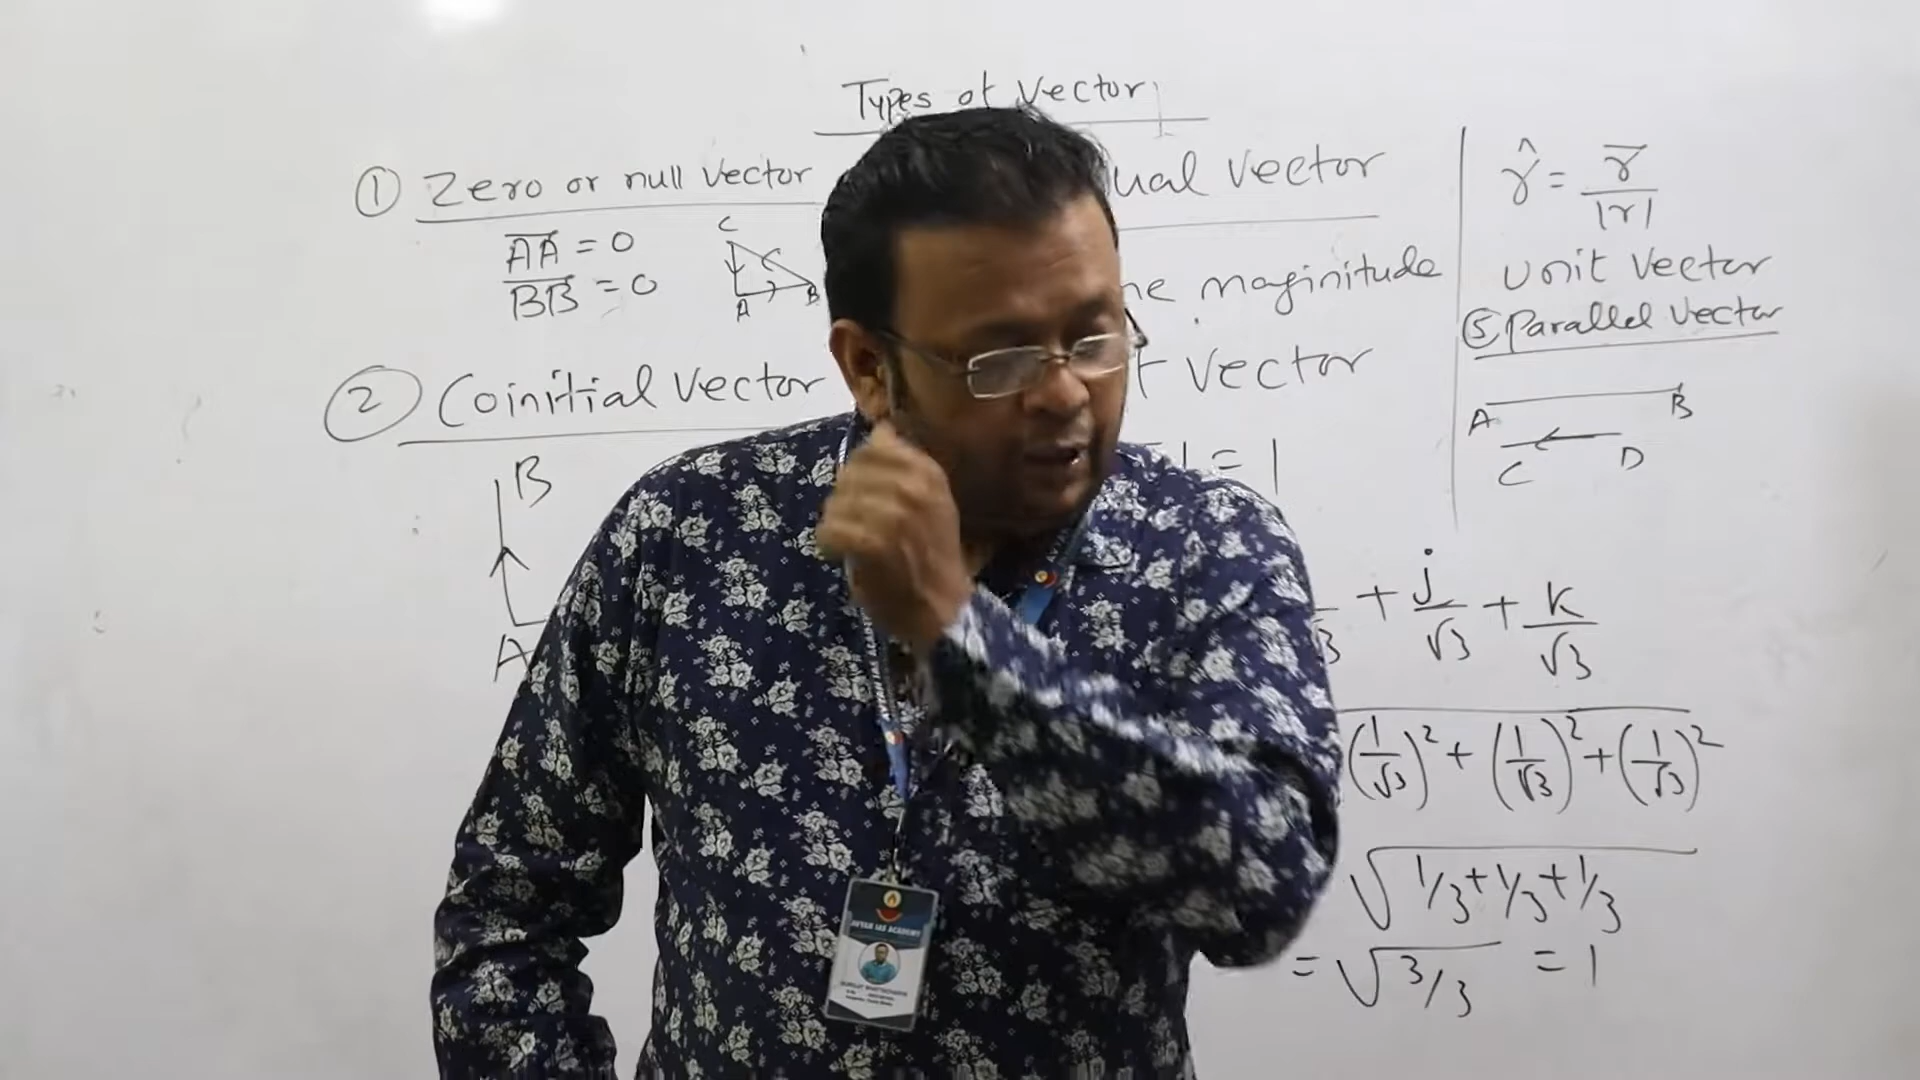 Types of Vector
① Zero or null Vector
A̅A̅ = 0
B̅B̅ = 0
C
A B
② Coinitial Vector
B
A
ual Vector
ne maginitude
t Vector
| = 1
+ j/√3 + k/√3
(1/√3)² + (1/√3)² + (1/√3)²
√1/3 + 1/3 + 1/3
= √3/3 = 1
r̂ = r̅/|r|
Unit Vector
⑤ Parallel Vector
A B
C D
IAS ACADEMY